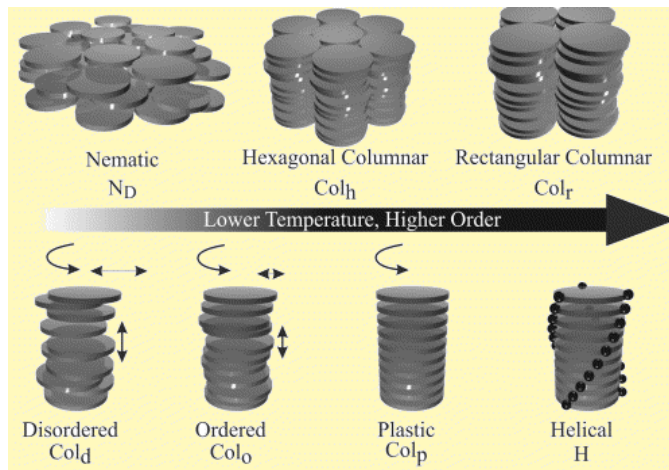 Nematic
N_D
Hexagonal Columnar
Col_h
Rectangular Columnar
Col_r
Lower Temperature, Higher Order
Disordered
Col_d
Ordered
Col_o
Plastic
Col_p
Helical
H